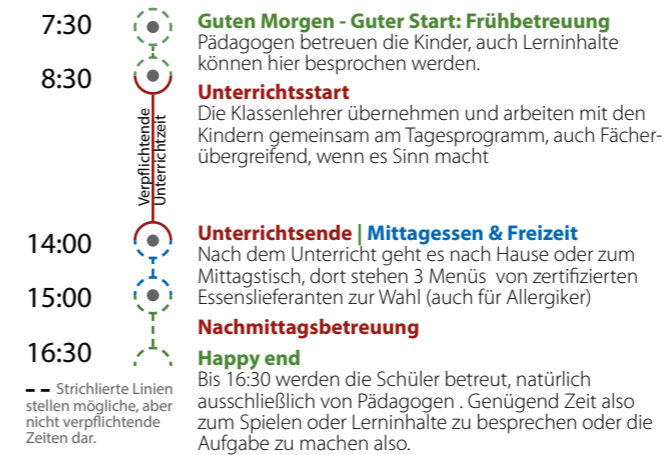 7:30
Guten Morgen - Guter Start: Frühbetreuung
Pädagogen betreuen die Kinder, auch Lerninhalte
können hier besprochen werden.
8:30
Unterrichtsstart
Die Klassenlehrer übernehmen und arbeiten mit den
Kindern gemeinsam am Tagesprogramm, auch Fächer-
übergreifend, wenn es Sinn macht
Verpflichtende
Unterrichtzeit
14:00
Unterrichtsende | Mittagessen & Freizeit
Nach dem Unterricht geht es nach Hause oder zum
Mittagstisch, dort stehen 3 Menüs von zertifizierten
Essenslieferanten zur Wahl (auch für Allergiker)
15:00
Nachmittagsbetreuung
16:30
Happy end
Bis 16:30 werden die Schüler betreut, natürlich
ausschließlich von Pädagogen . Genügend Zeit also
zum Spielen oder Lerninhalte zu besprechen oder die
Aufgabe zu machen also.
Strichlierte Linien
stellen mögliche, aber
nicht verpflichtende
Zeiten dar.